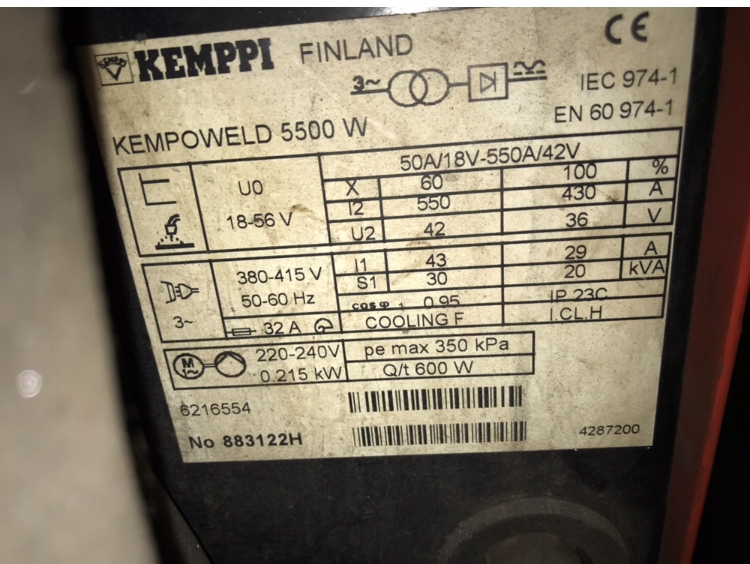 KEMPPI FINLAND CE
3~ IEC 974-1
EN 60 974-1
KEMPOWELD 5500 W
50A/18V-550A/42V
U0 X 60 100 %
18-56 V I2 550 430 A
U2 42 36 V
380-415 V I1 43 29 A
50-60 Hz S1 30 20 kVA
3~ cos φ 1 0.95 IP 23C
32 A COOLING F I.CL.H
M 1~ 220-240V pe max 350 kPa
0.215 kW Q/t 600 W
6216554
No 883122H 4287200